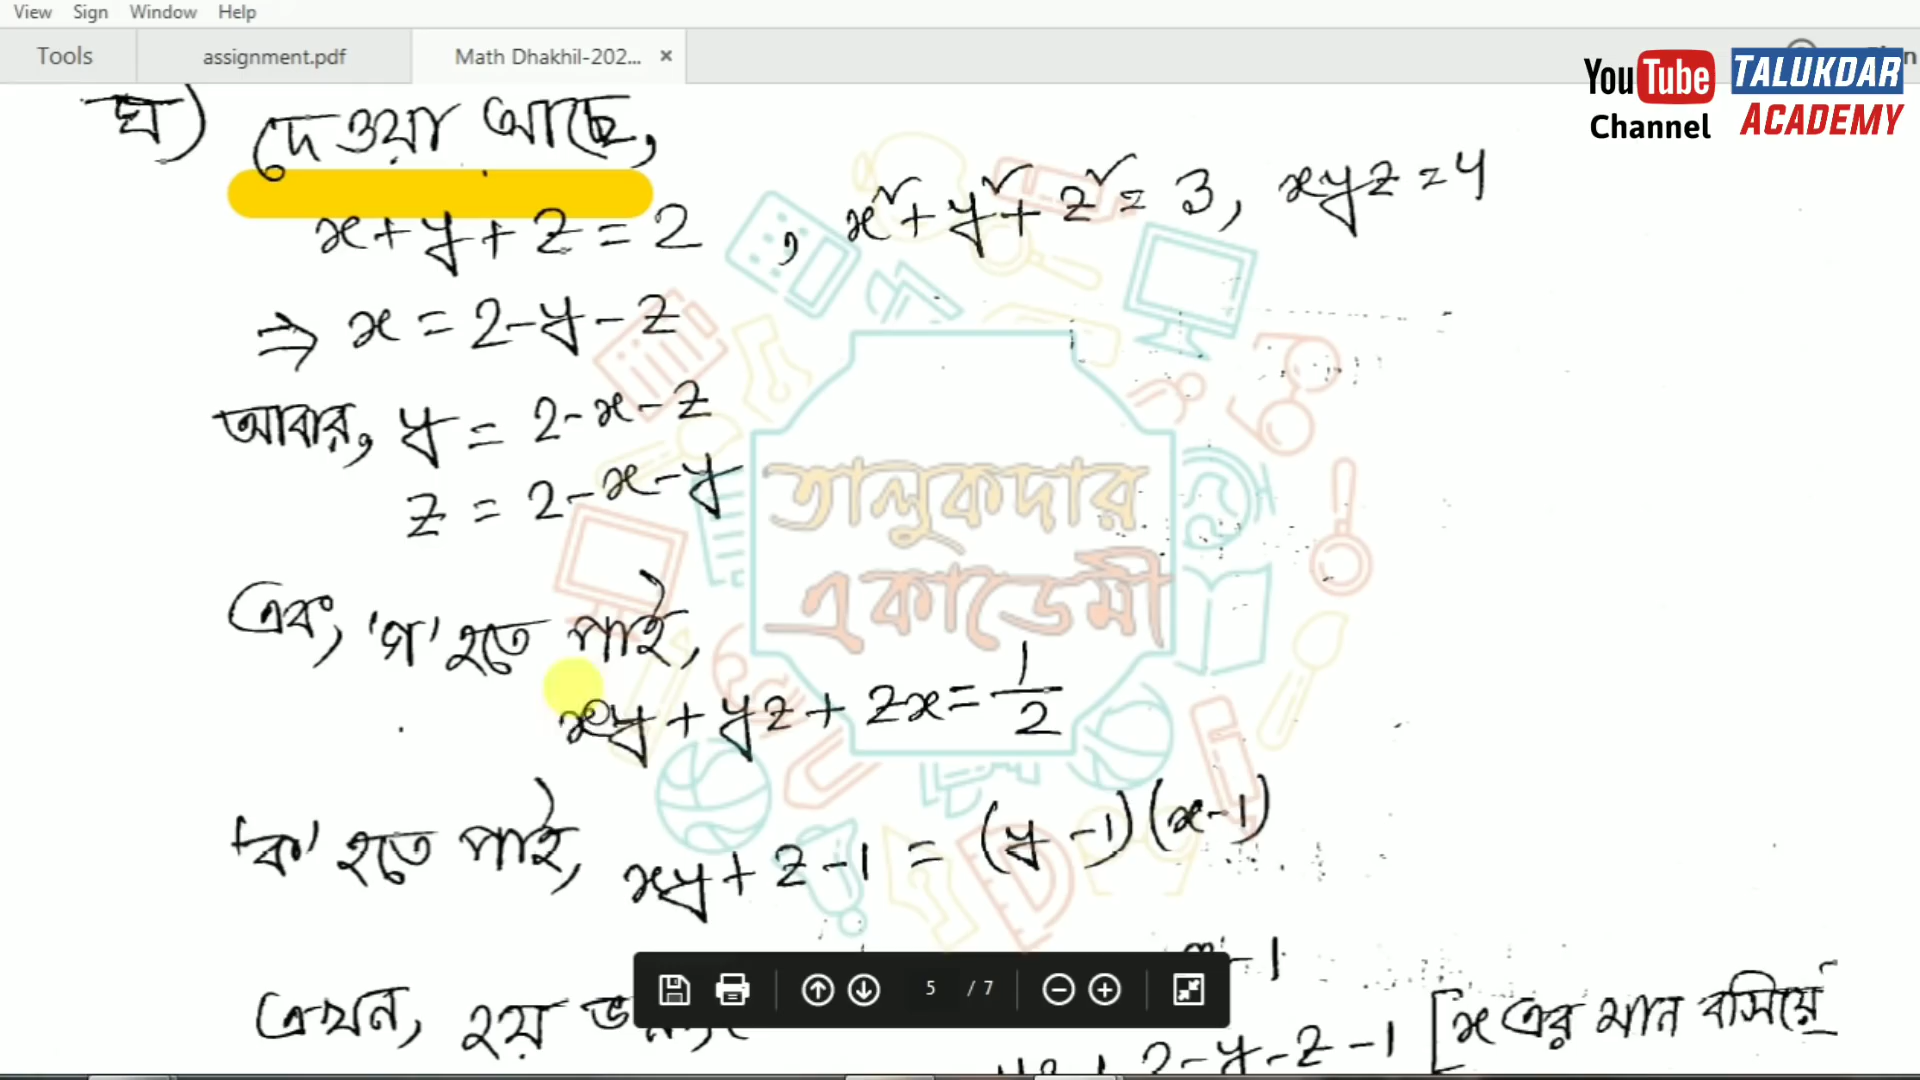 View Sign Window Help
Tools assignment.pdf Math Dhakhil-202... ×
YouTube Channel TALUKDAR ACADEMY
ঘ) দেওয়া আছে,
x+y+z=2, x²+y²+z²=3, xyz=4
⇒ x=2-y-z
আবার, y=2-x-z
z=2-x-y
তালুকদার
একাডেমী
এবং, 'গ' হতে পাই,
xy+yz+zx=1/2
'ক' হতে পাই, xy+z-1=(y-1)(x-1)
5 / 7
এখন, ১ম
-1
2-y-z-1 [x এর মান বসিয়ে]